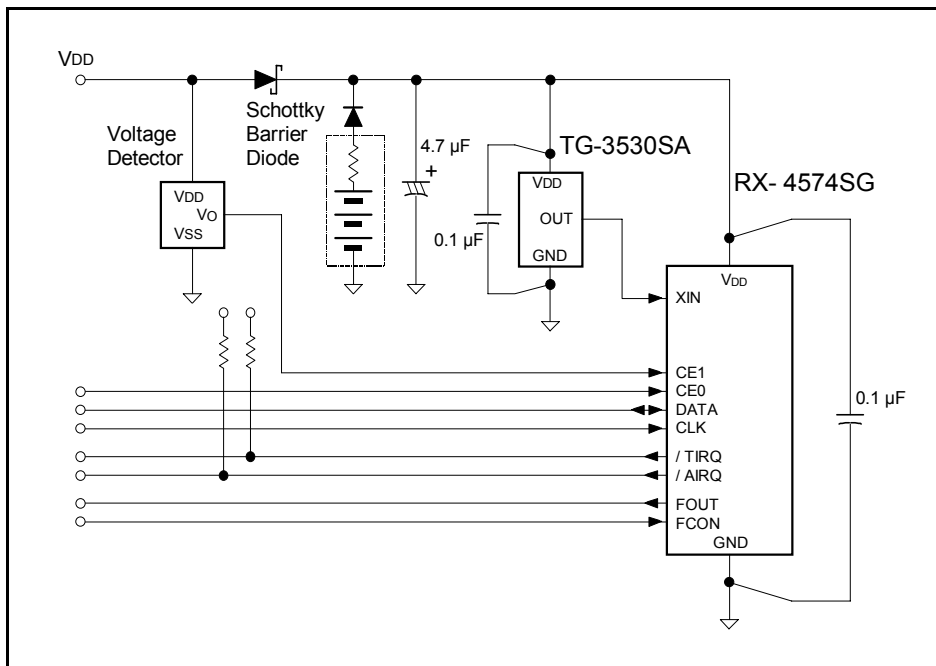 VDD
Schottky
Barrier
Diode
Voltage
Detector
VDD
VO
VSS
4.7 µF
+
TG-3530SA
VDD
OUT
GND
0.1 µF
RX- 4574SG
VDD
XIN
CE1
CE0
DATA
CLK
/ TIRQ
/ AIRQ
FOUT
FCON
GND
0.1 µF